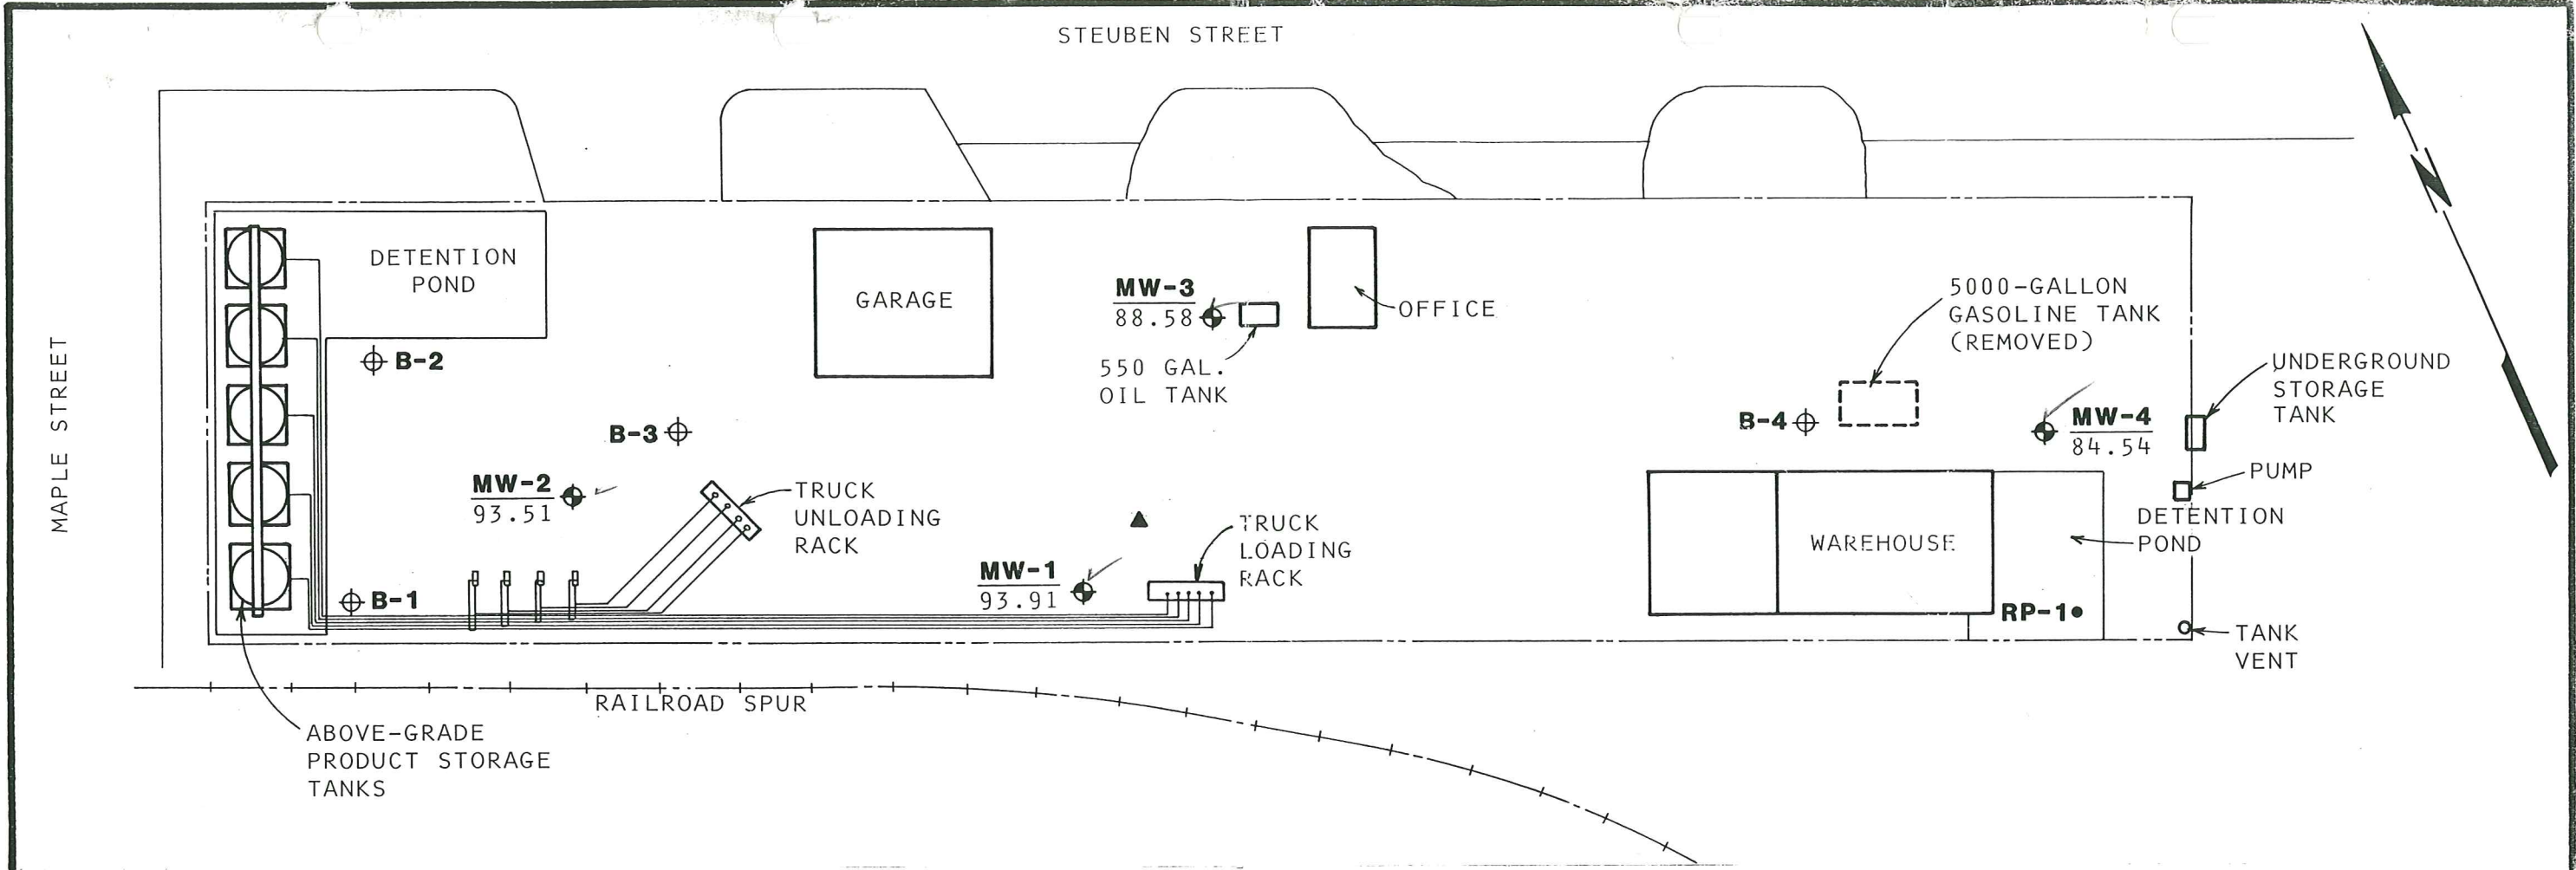 STEUBEN STREET
MAPLE STREET
DETENTION
POND
GARAGE
MW-3
88.58
550 GAL.
OIL TANK
OFFICE
5000-GALLON
GASOLINE TANK
(REMOVED)
UNDERGROUND
STORAGE
TANK
B-2
B-3
B-4
MW-4
84.54
PUMP
MW-2
93.51
TRUCK
UNLOADING
RACK
TRUCK
LOADING
RACK
WAREHOUSE
DETENTION
POND
MW-1
93.91
B-1
RP-1
TANK
VENT
RAILROAD SPUR
ABOVE-GRADE
PRODUCT STORAGE
TANKS
N